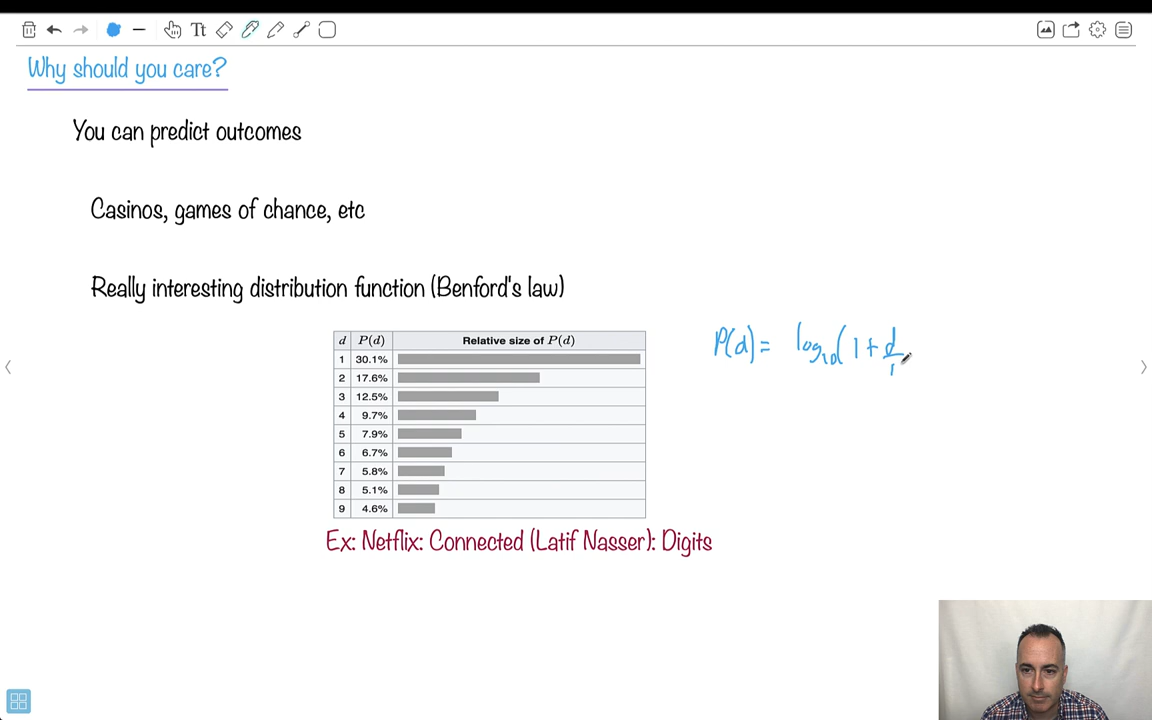 Tt
Why should you care?
You can predict outcomes
Casinos, games of chance, etc
Really interesting distribution function (Benford's law)
d P(d) Relative size of P(d)
1 30.1%
2 17.6%
3 12.5%
4 9.7%
5 7.9%
6 6.7%
7 5.8%
8 5.1%
9 4.6%
P(d) = log₁₀(1 + d/1
Ex: Netflix: Connected (Latif Nasser): Digits